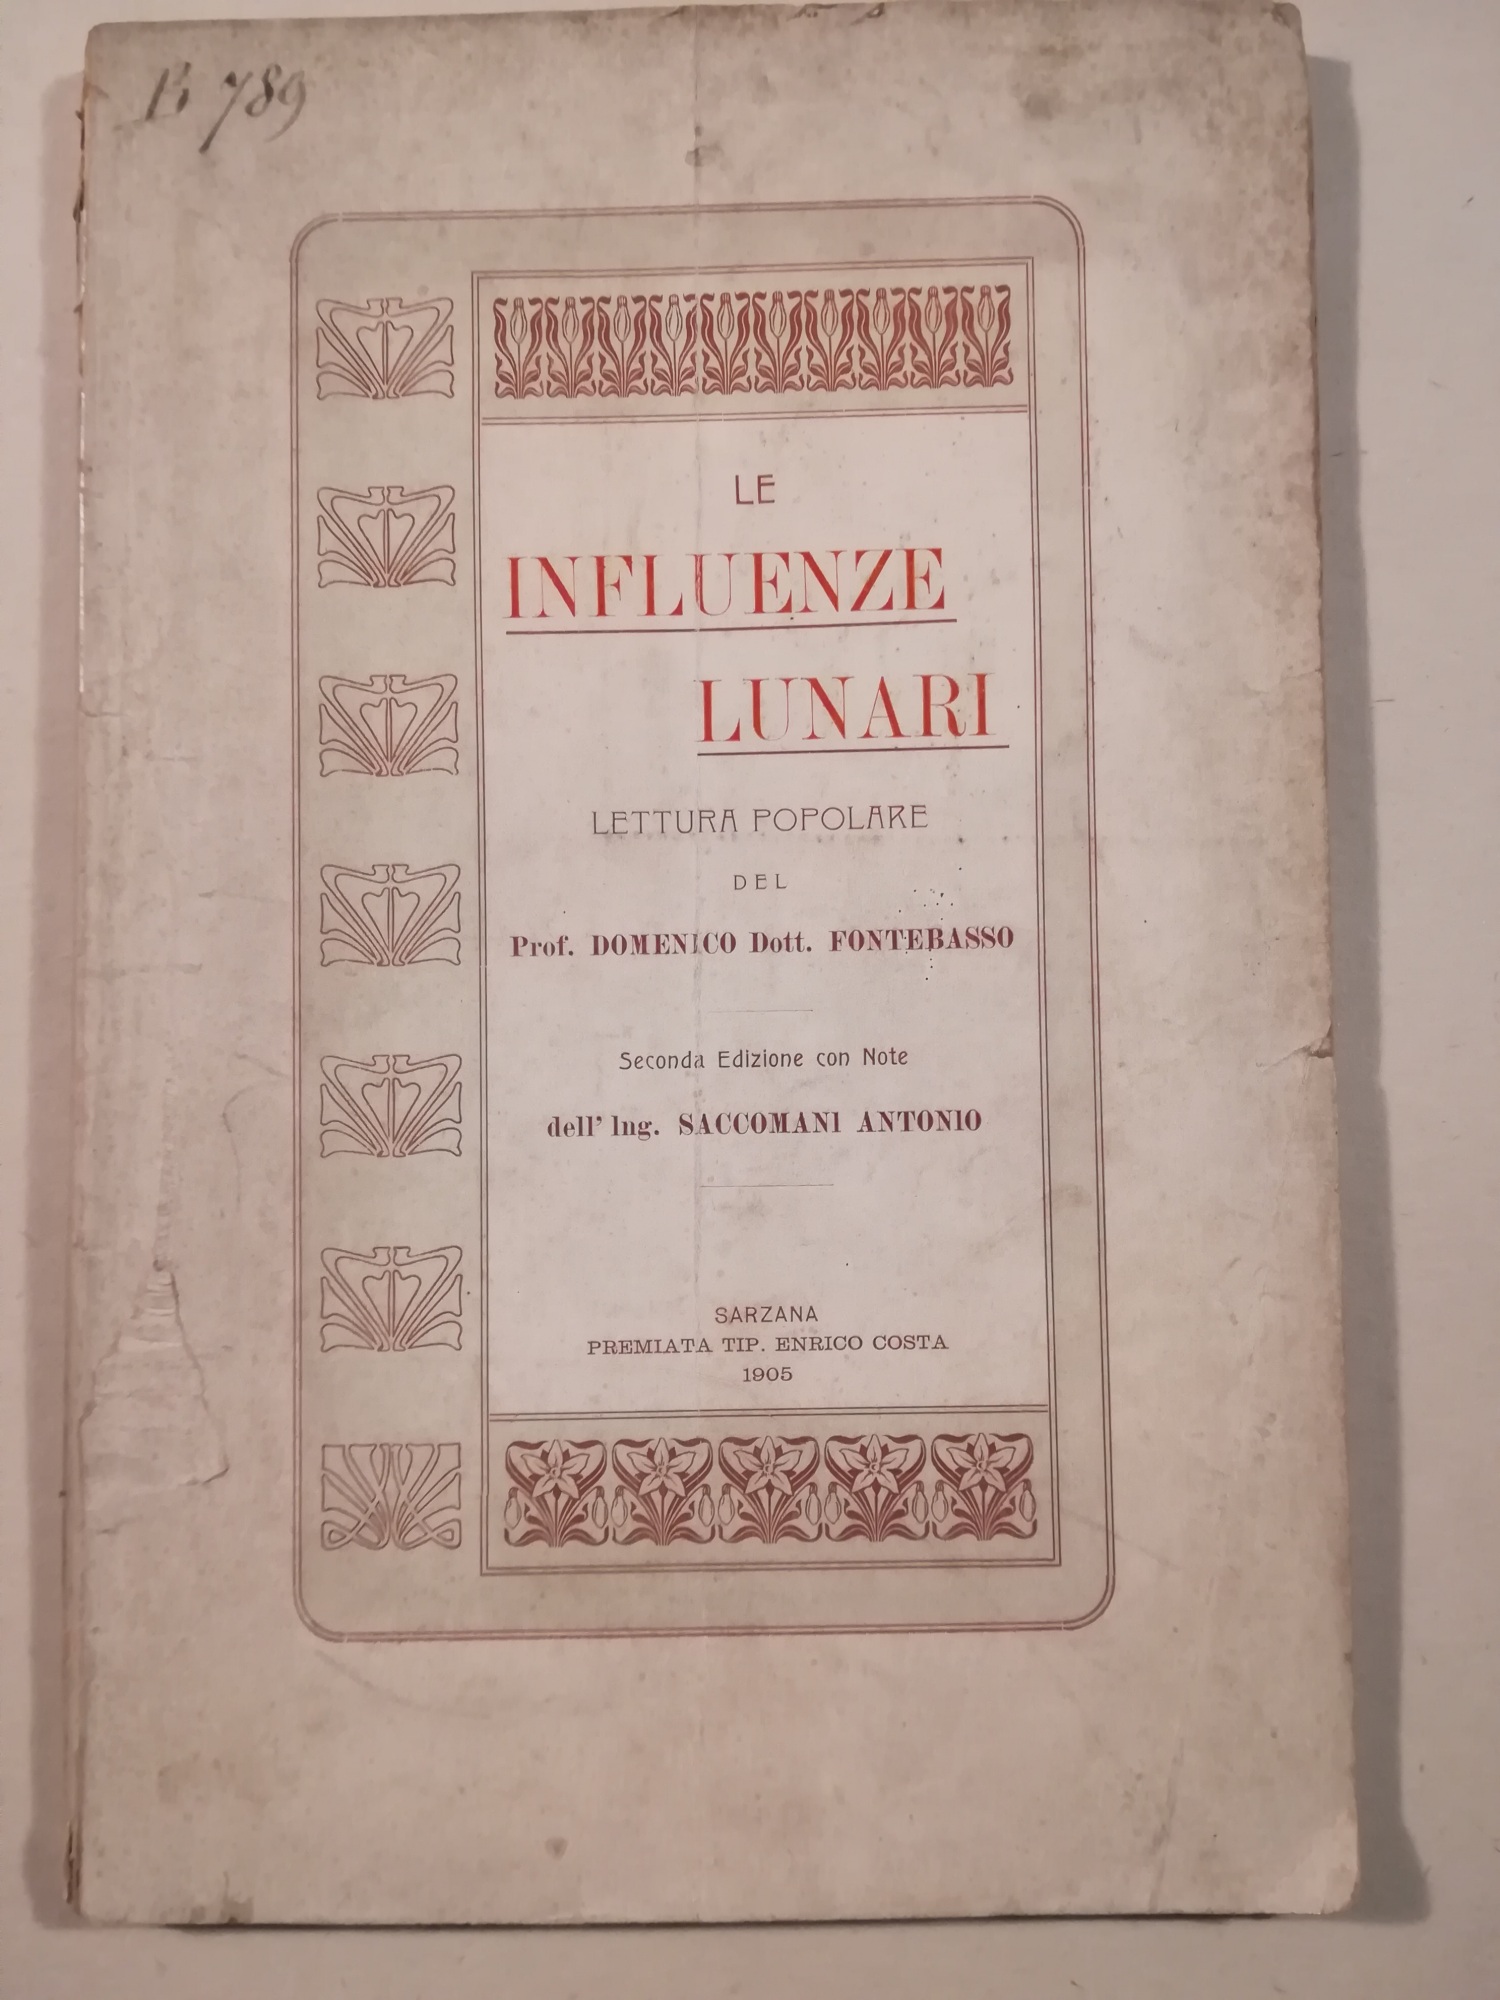 B 789
LE
INFLUENZE
LUNARI
LETTURA POPOLARE
DEL
Prof. DOMENICO Dott. FONTEBASSO
Seconda Edizione con Note
dell' Ing. SACCOMANI ANTONIO
SARZANA
PREMIATA TIP. ENRICO COSTA
1905